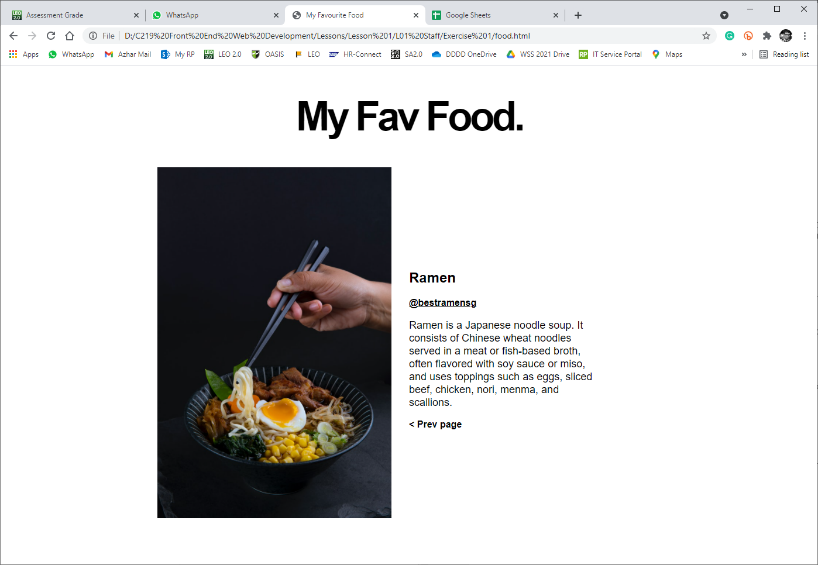 Assessment Grade
WhatsApp
My Favourite Food
Google Sheets
File D:/C219%20Front%20End%20Web%20Development/Lessons/Lesson%201/L01%20Staff/Exercise%201/food.html
Apps WhatsApp Azhar Mail My RP LEO 2.0 OASIS LEO HR-Connect SA2.0 DDDD OneDrive WSS 2021 Drive IT Service Portal Maps » Reading list
My Fav Food.
Ramen
@bestramensg
Ramen is a Japanese noodle soup. It
consists of Chinese wheat noodles
served in a meat or fish-based broth,
often flavored with soy sauce or miso,
and uses toppings such as eggs, sliced
beef, chicken, nori, menma, and
scallions.
< Prev page